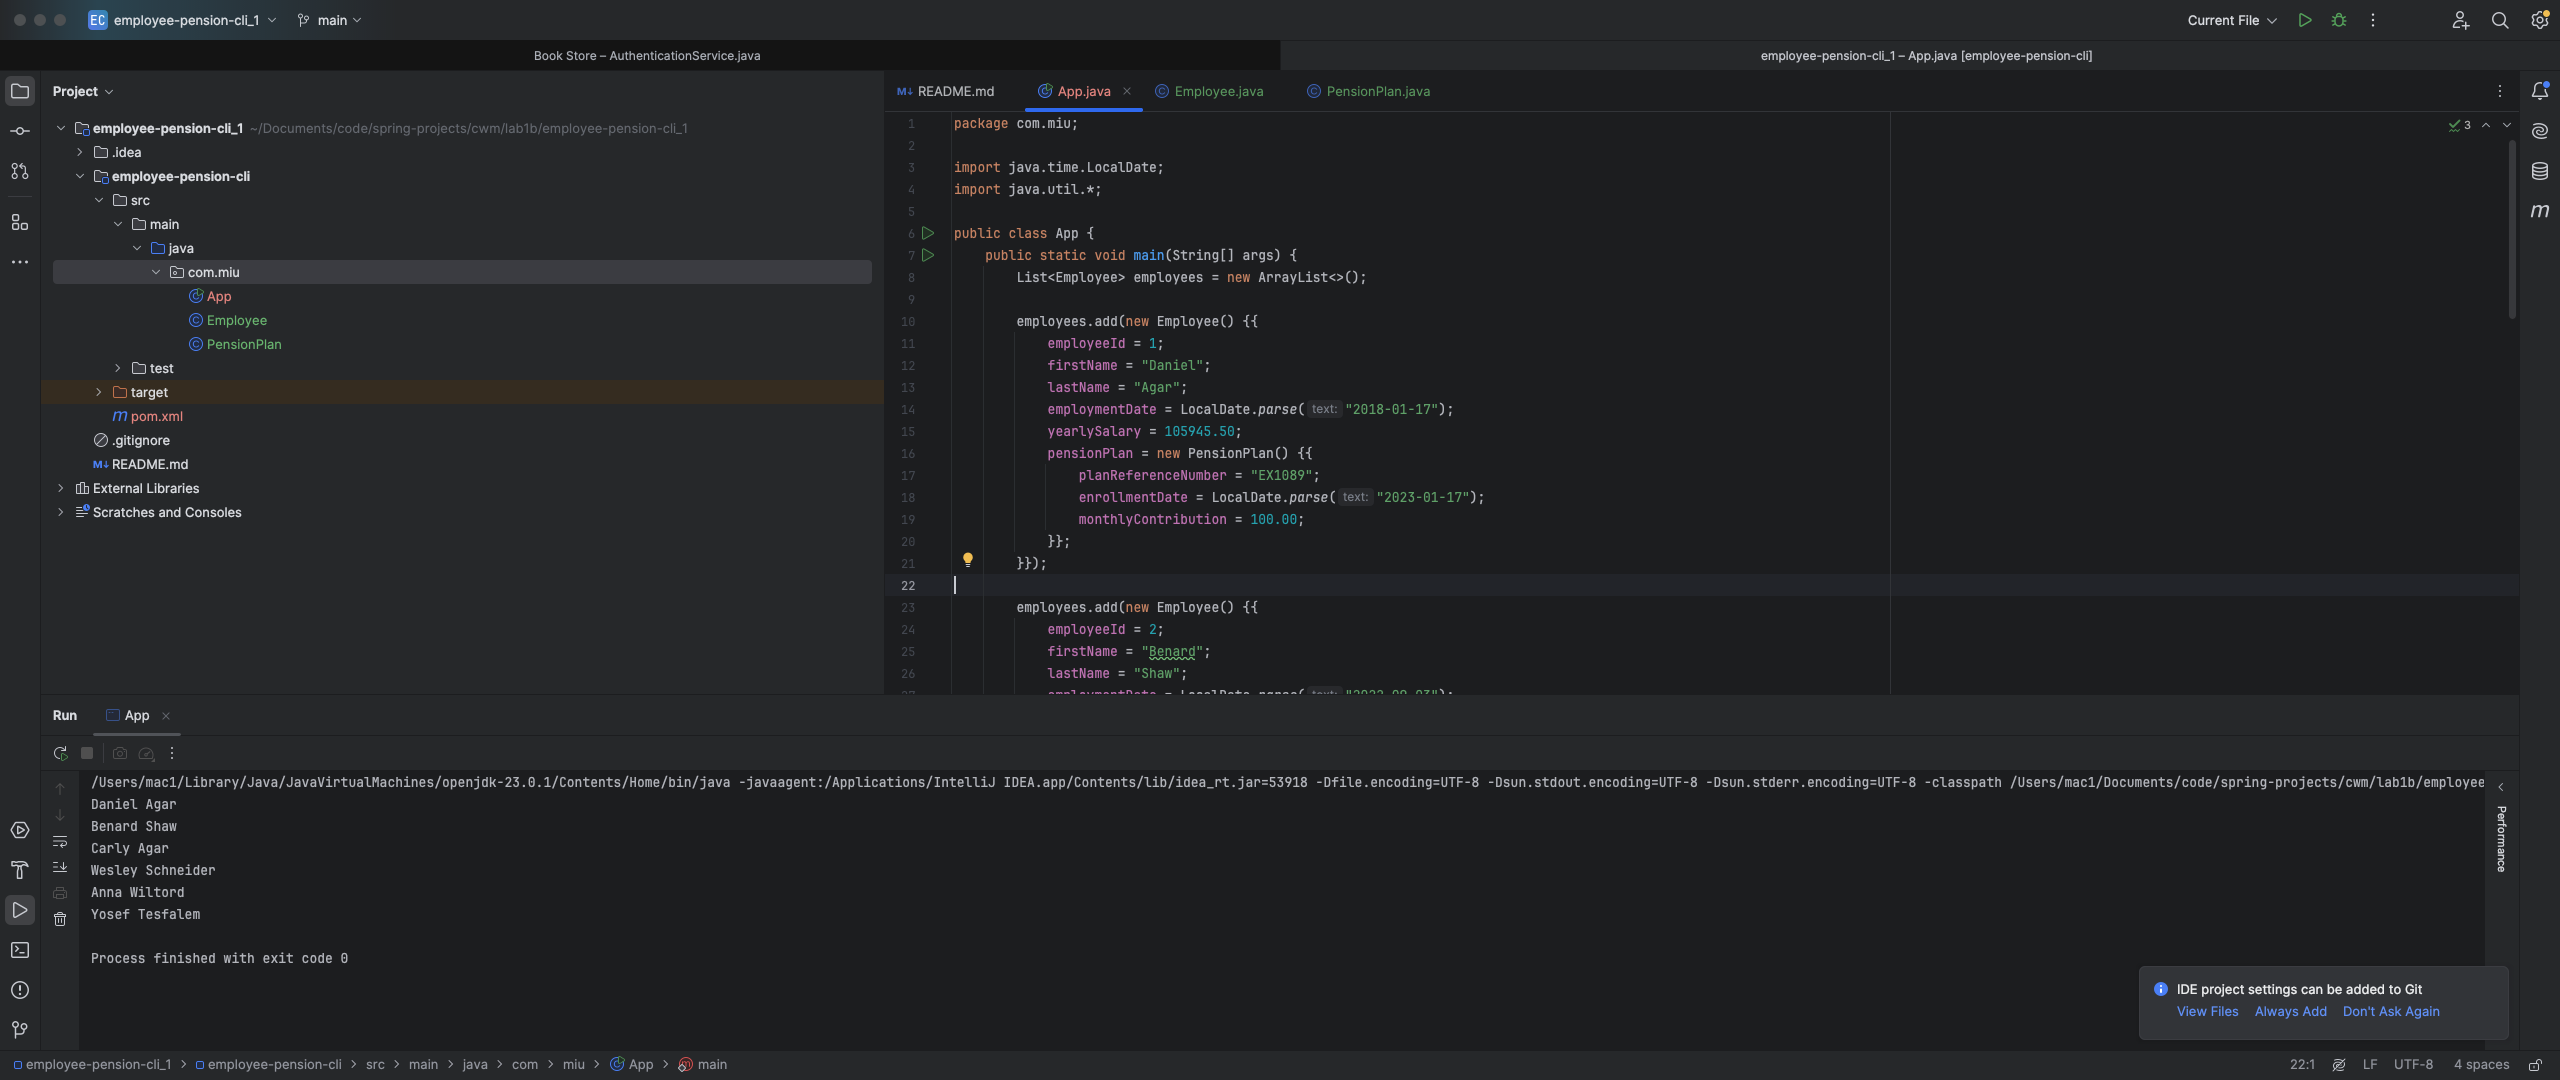 EC employee-pension-cli_1 main
Current File
Book Store – AuthenticationService.java
employee-pension-cli_1 – App.java [employee-pension-cli]
Project
employee-pension-cli_1 ~/Documents/code/spring-projects/cwm/lab1b/employee-pension-cli_1
.idea
employee-pension-cli
src
main
java
com.miu
App
Employee
PensionPlan
test
target
m pom.xml
.gitignore
M↓ README.md
External Libraries
Scratches and Consoles
M↓ README.md App.java Employee.java PensionPlan.java
3
1 package com.miu;
2
3 import java.time.LocalDate;
4 import java.util.*;
5
6 public class App {
7 public static void main(String[] args) {
8 List<Employee> employees = new ArrayList<>();
9
10 employees.add(new Employee() {{
11 employeeId = 1;
12 firstName = "Daniel";
13 lastName = "Agar";
14 employmentDate = LocalDate.parse( text: "2018-01-17");
15 yearlySalary = 105945.50;
16 pensionPlan = new PensionPlan() {{
17 planReferenceNumber = "EX1089";
18 enrollmentDate = LocalDate.parse( text: "2023-01-17");
19 monthlyContribution = 100.00;
20 }};
21 }});
22
23 employees.add(new Employee() {{
24 employeeId = 2;
25 firstName = "Benard";
26 lastName = "Shaw";
27 employmentDate = LocalDate.parse( text:
m
Run App
/Users/mac1/Library/Java/JavaVirtualMachines/openjdk-23.0.1/Contents/Home/bin/java -javaagent:/Applications/IntelliJ IDEA.app/Contents/lib/idea_rt.jar=53918 -Dfile.encoding=UTF-8 -Dsun.stdout.encoding=UTF-8 -Dsun.stderr.encoding=UTF-8 -classpath /Users/mac1/Documents/code/spring-projects/cwm/lab1b/employee
Daniel Agar
Benard Shaw
Carly Agar
Wesley Schneider
Anna Wiltord
Yosef Tesfalem
Process finished with exit code 0
Performance
IDE project settings can be added to Git
View Files Always Add Don't Ask Again
employee-pension-cli_1 > employee-pension-cli > src > main > java > com > miu > App > main
22:1 LF UTF-8 4 spaces